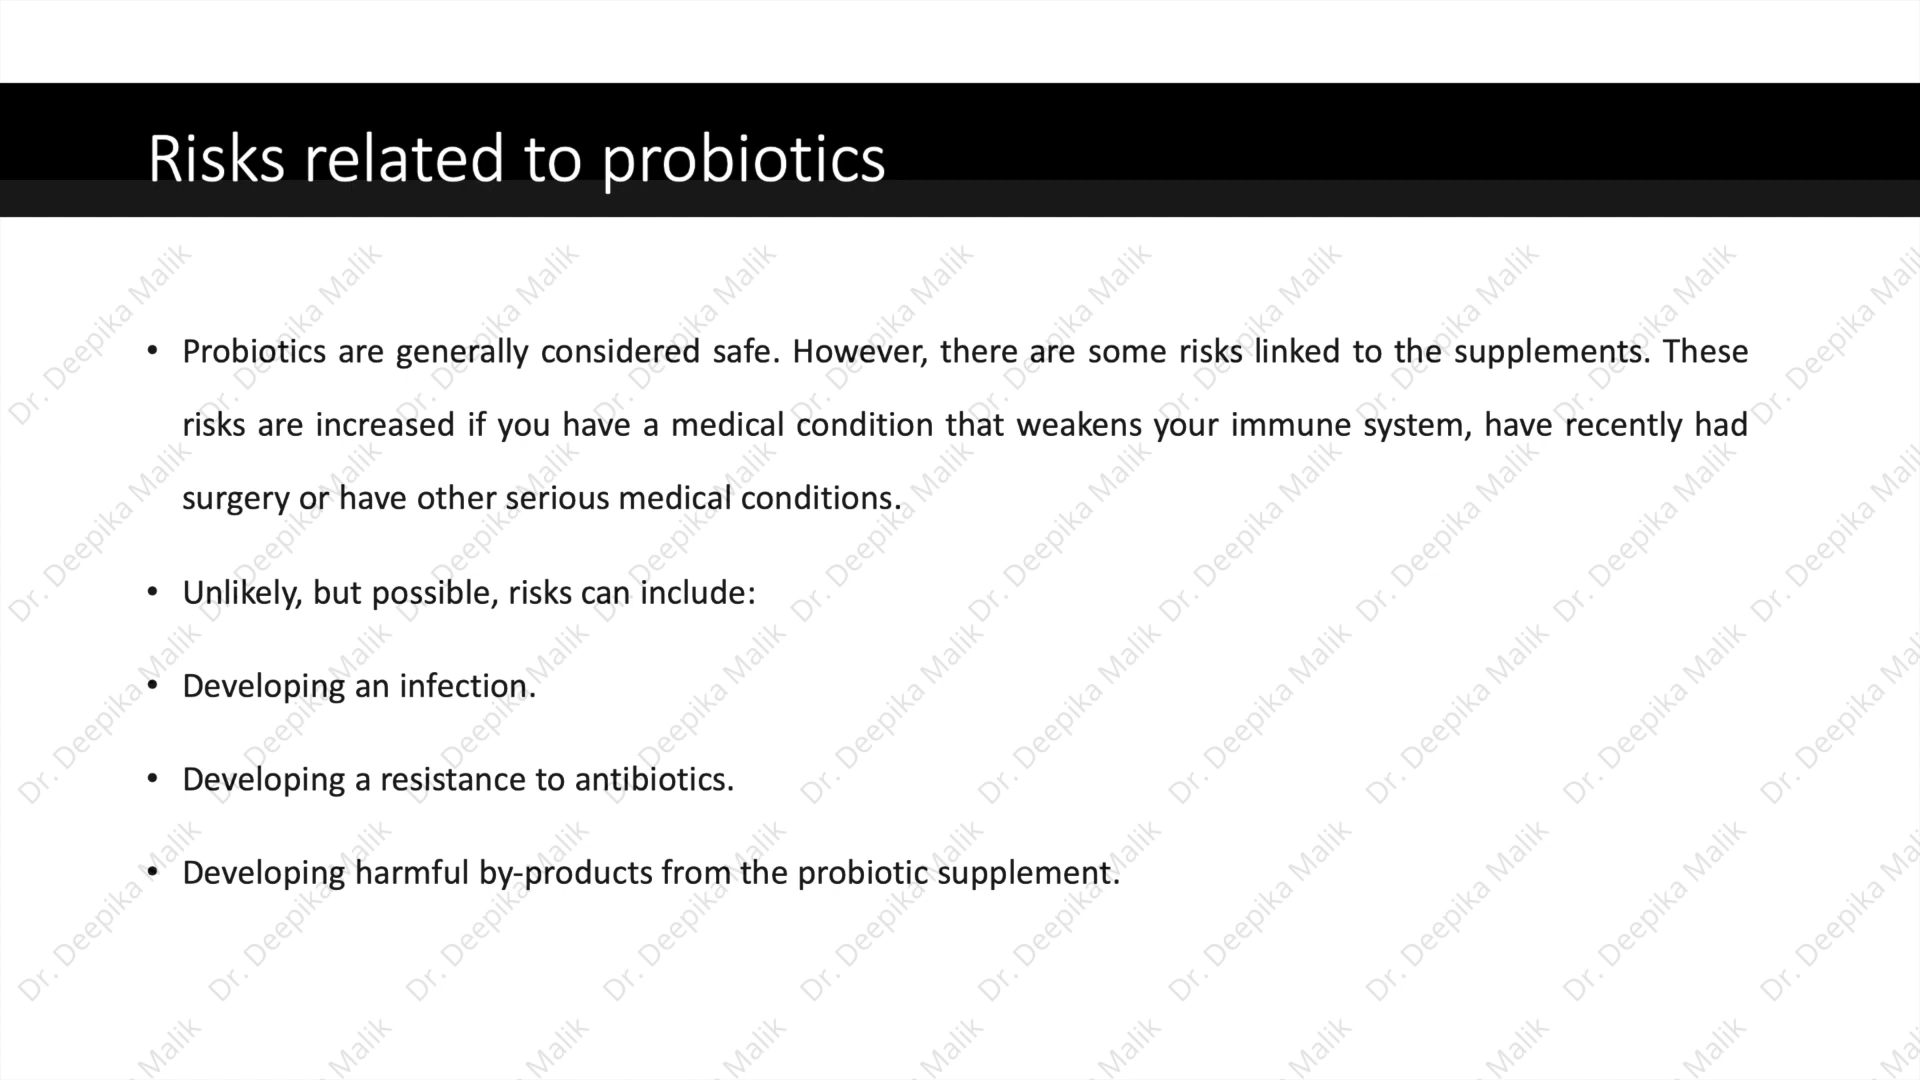 Risks related to probiotics
• Probiotics are generally considered safe. However, there are some risks linked to the supplements. These
risks are increased if you have a medical condition that weakens your immune system, have recently had
surgery or have other serious medical conditions.
• Unlikely, but possible, risks can include:
• Developing an infection.
• Developing a resistance to antibiotics.
• Developing harmful by-products from the probiotic supplement.
Dr. Deepika Malik